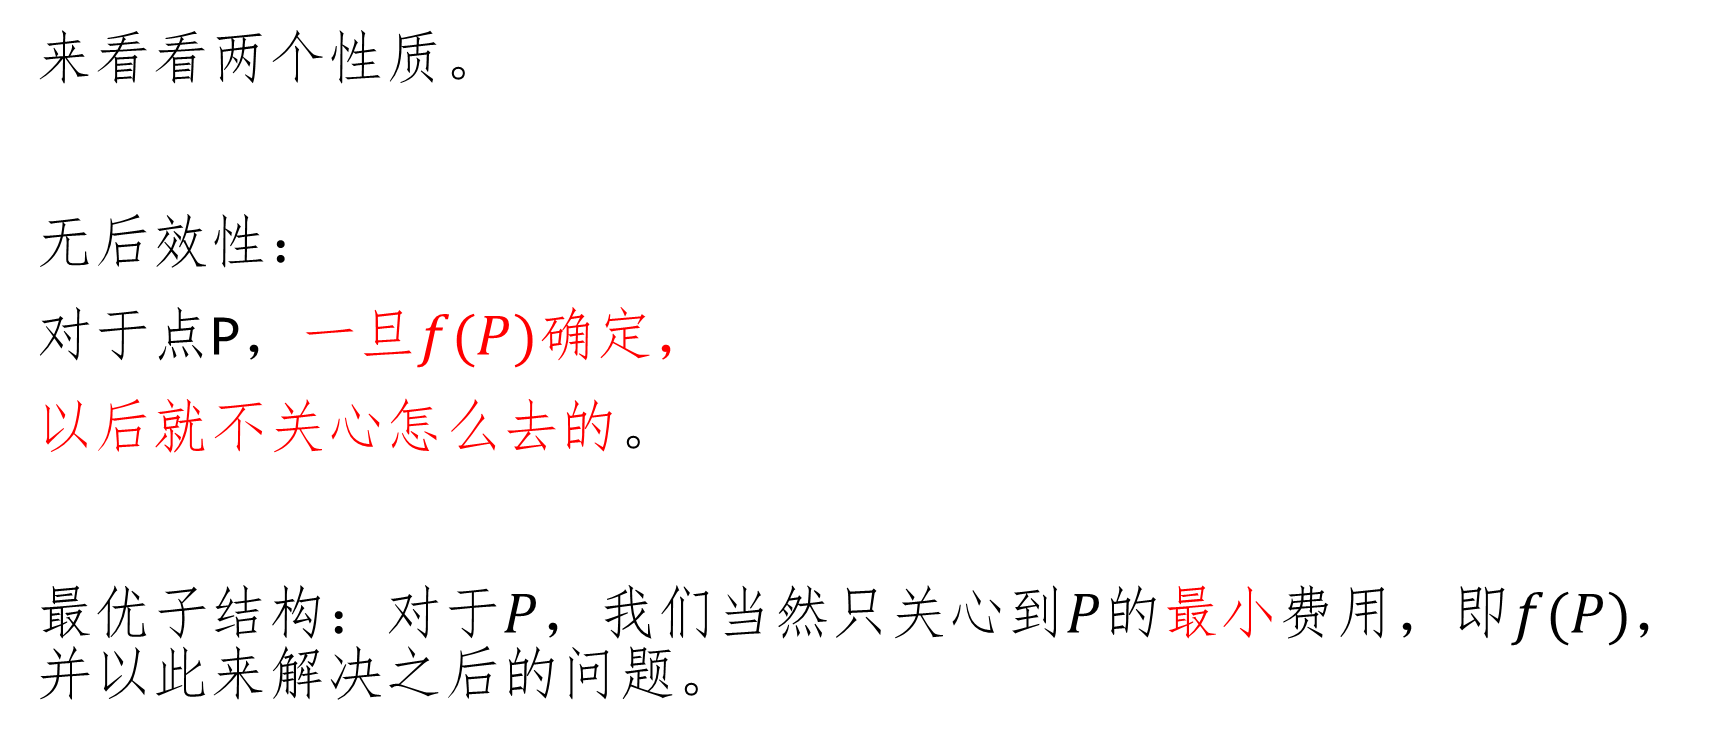 来看看两个性质。
无后效性：
对于点P，一旦f(P)确定，
以后就不关心怎么去的。
最优子结构：对于P，我们当然只关心到P的最小费用，即f(P)，
并以此来解决之后的问题。